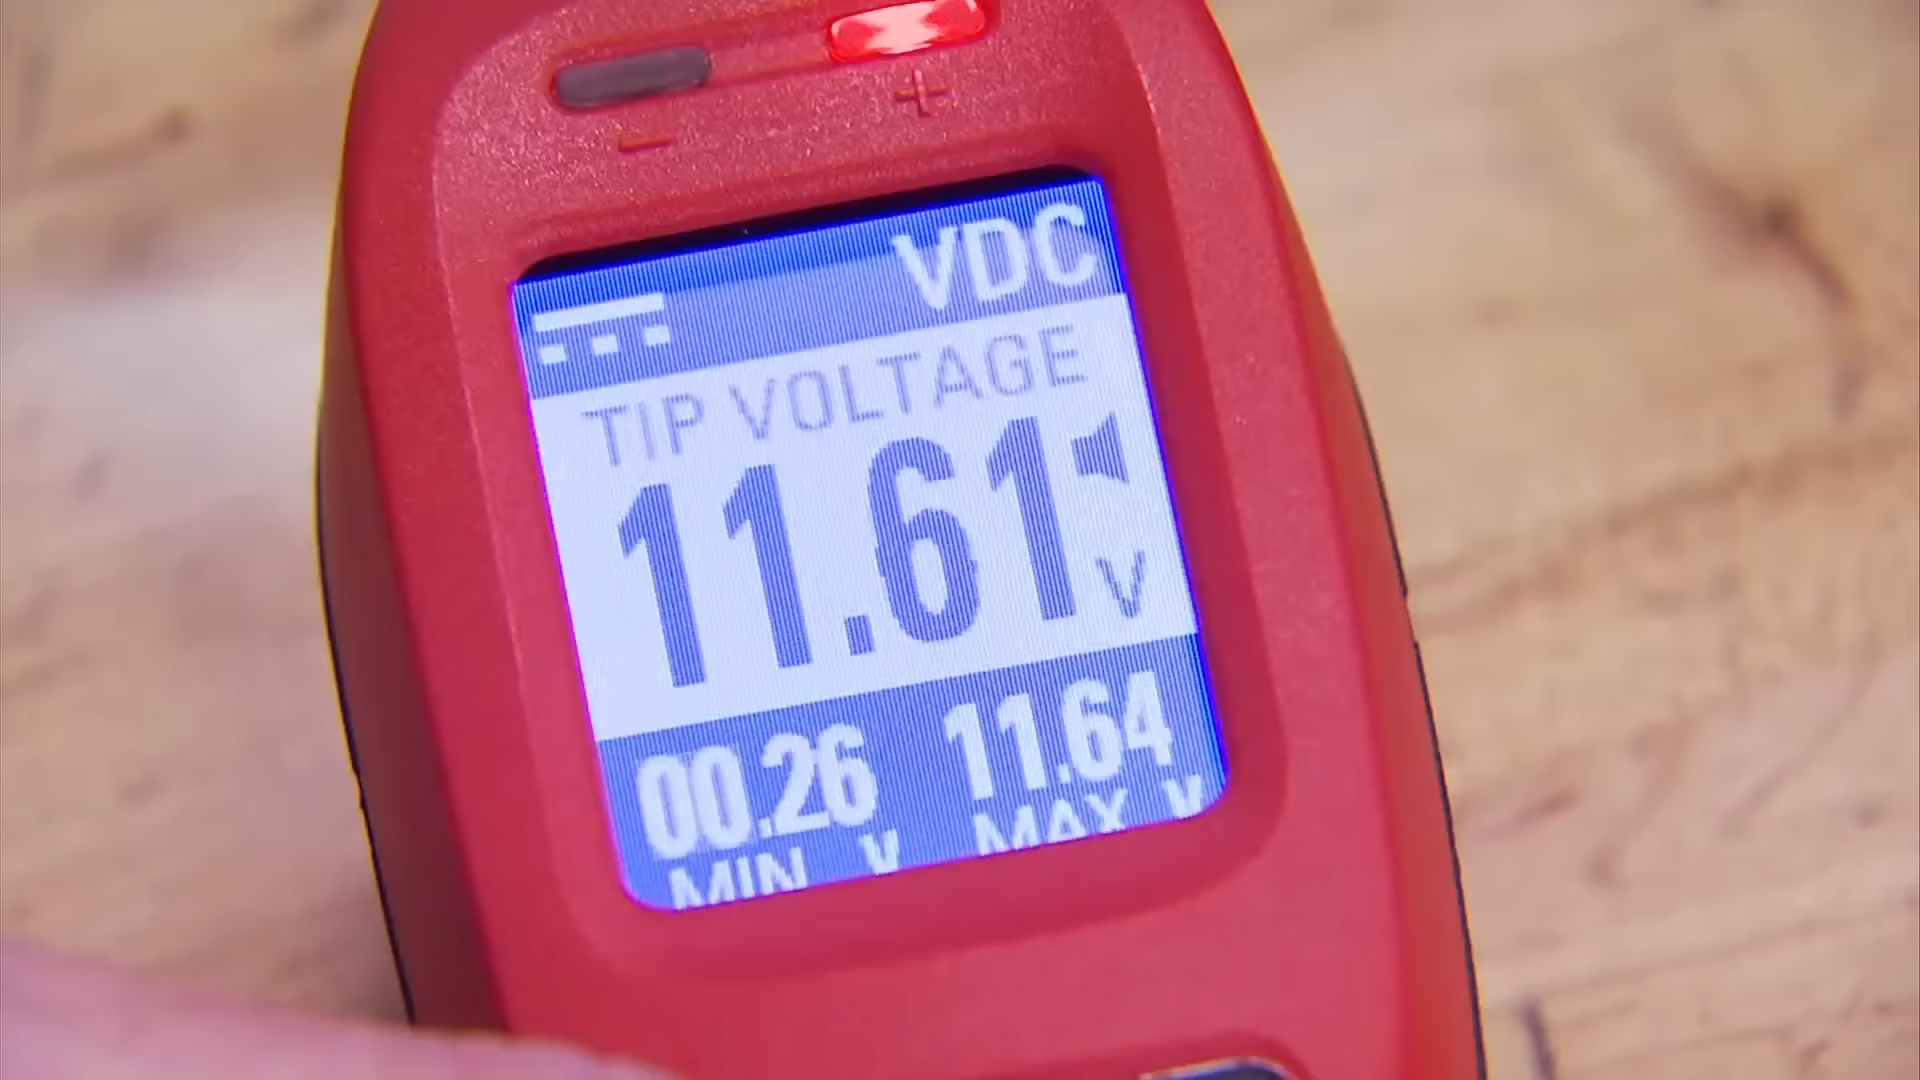 - +
VDC
TIP VOLTAGE
11.61 V
00.26 11.64
MIN V MAX V